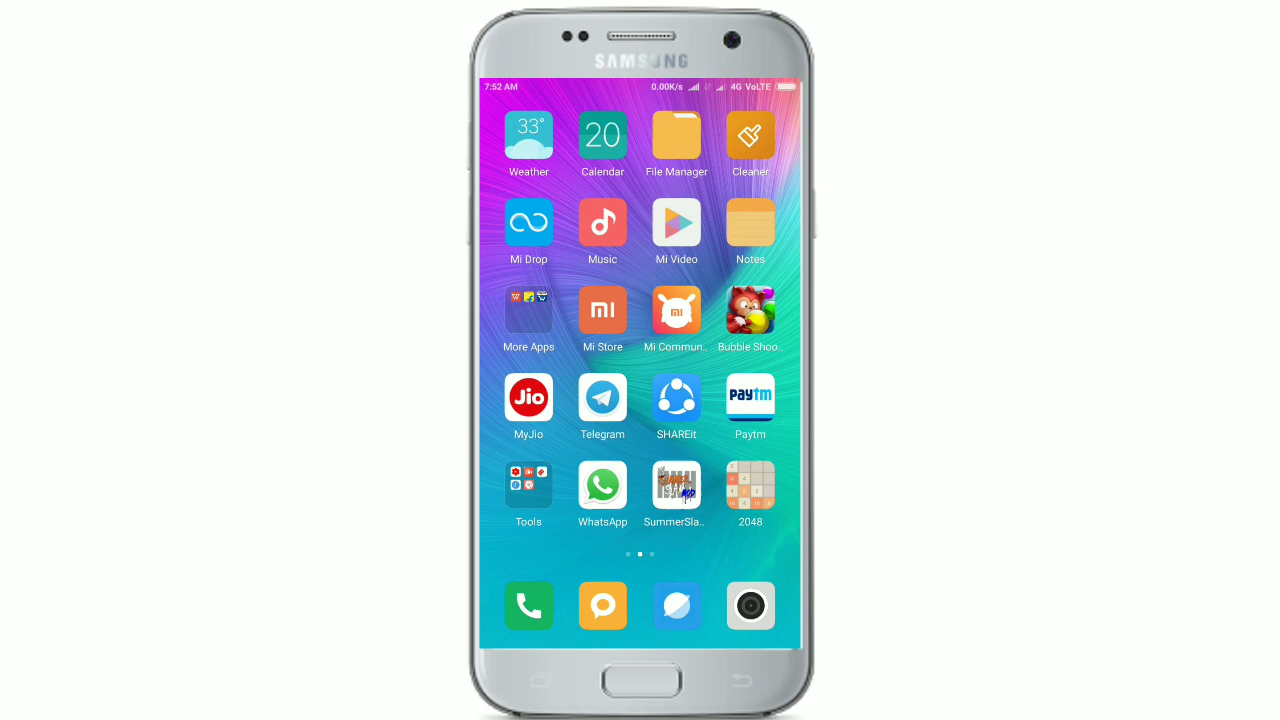 SAMSUNG
7:52 AM 0.00K/s 4G VoLTE
33°
20
Weather Calendar File Manager Cleaner
Mi Drop Music Mi Video Notes
mi
mi
More Apps Mi Store Mi Commun.. Bubble Shoo..
Jio
paytm
MyJio Telegram SHAREit Paytm
Tools WhatsApp SummerSla.. 2048